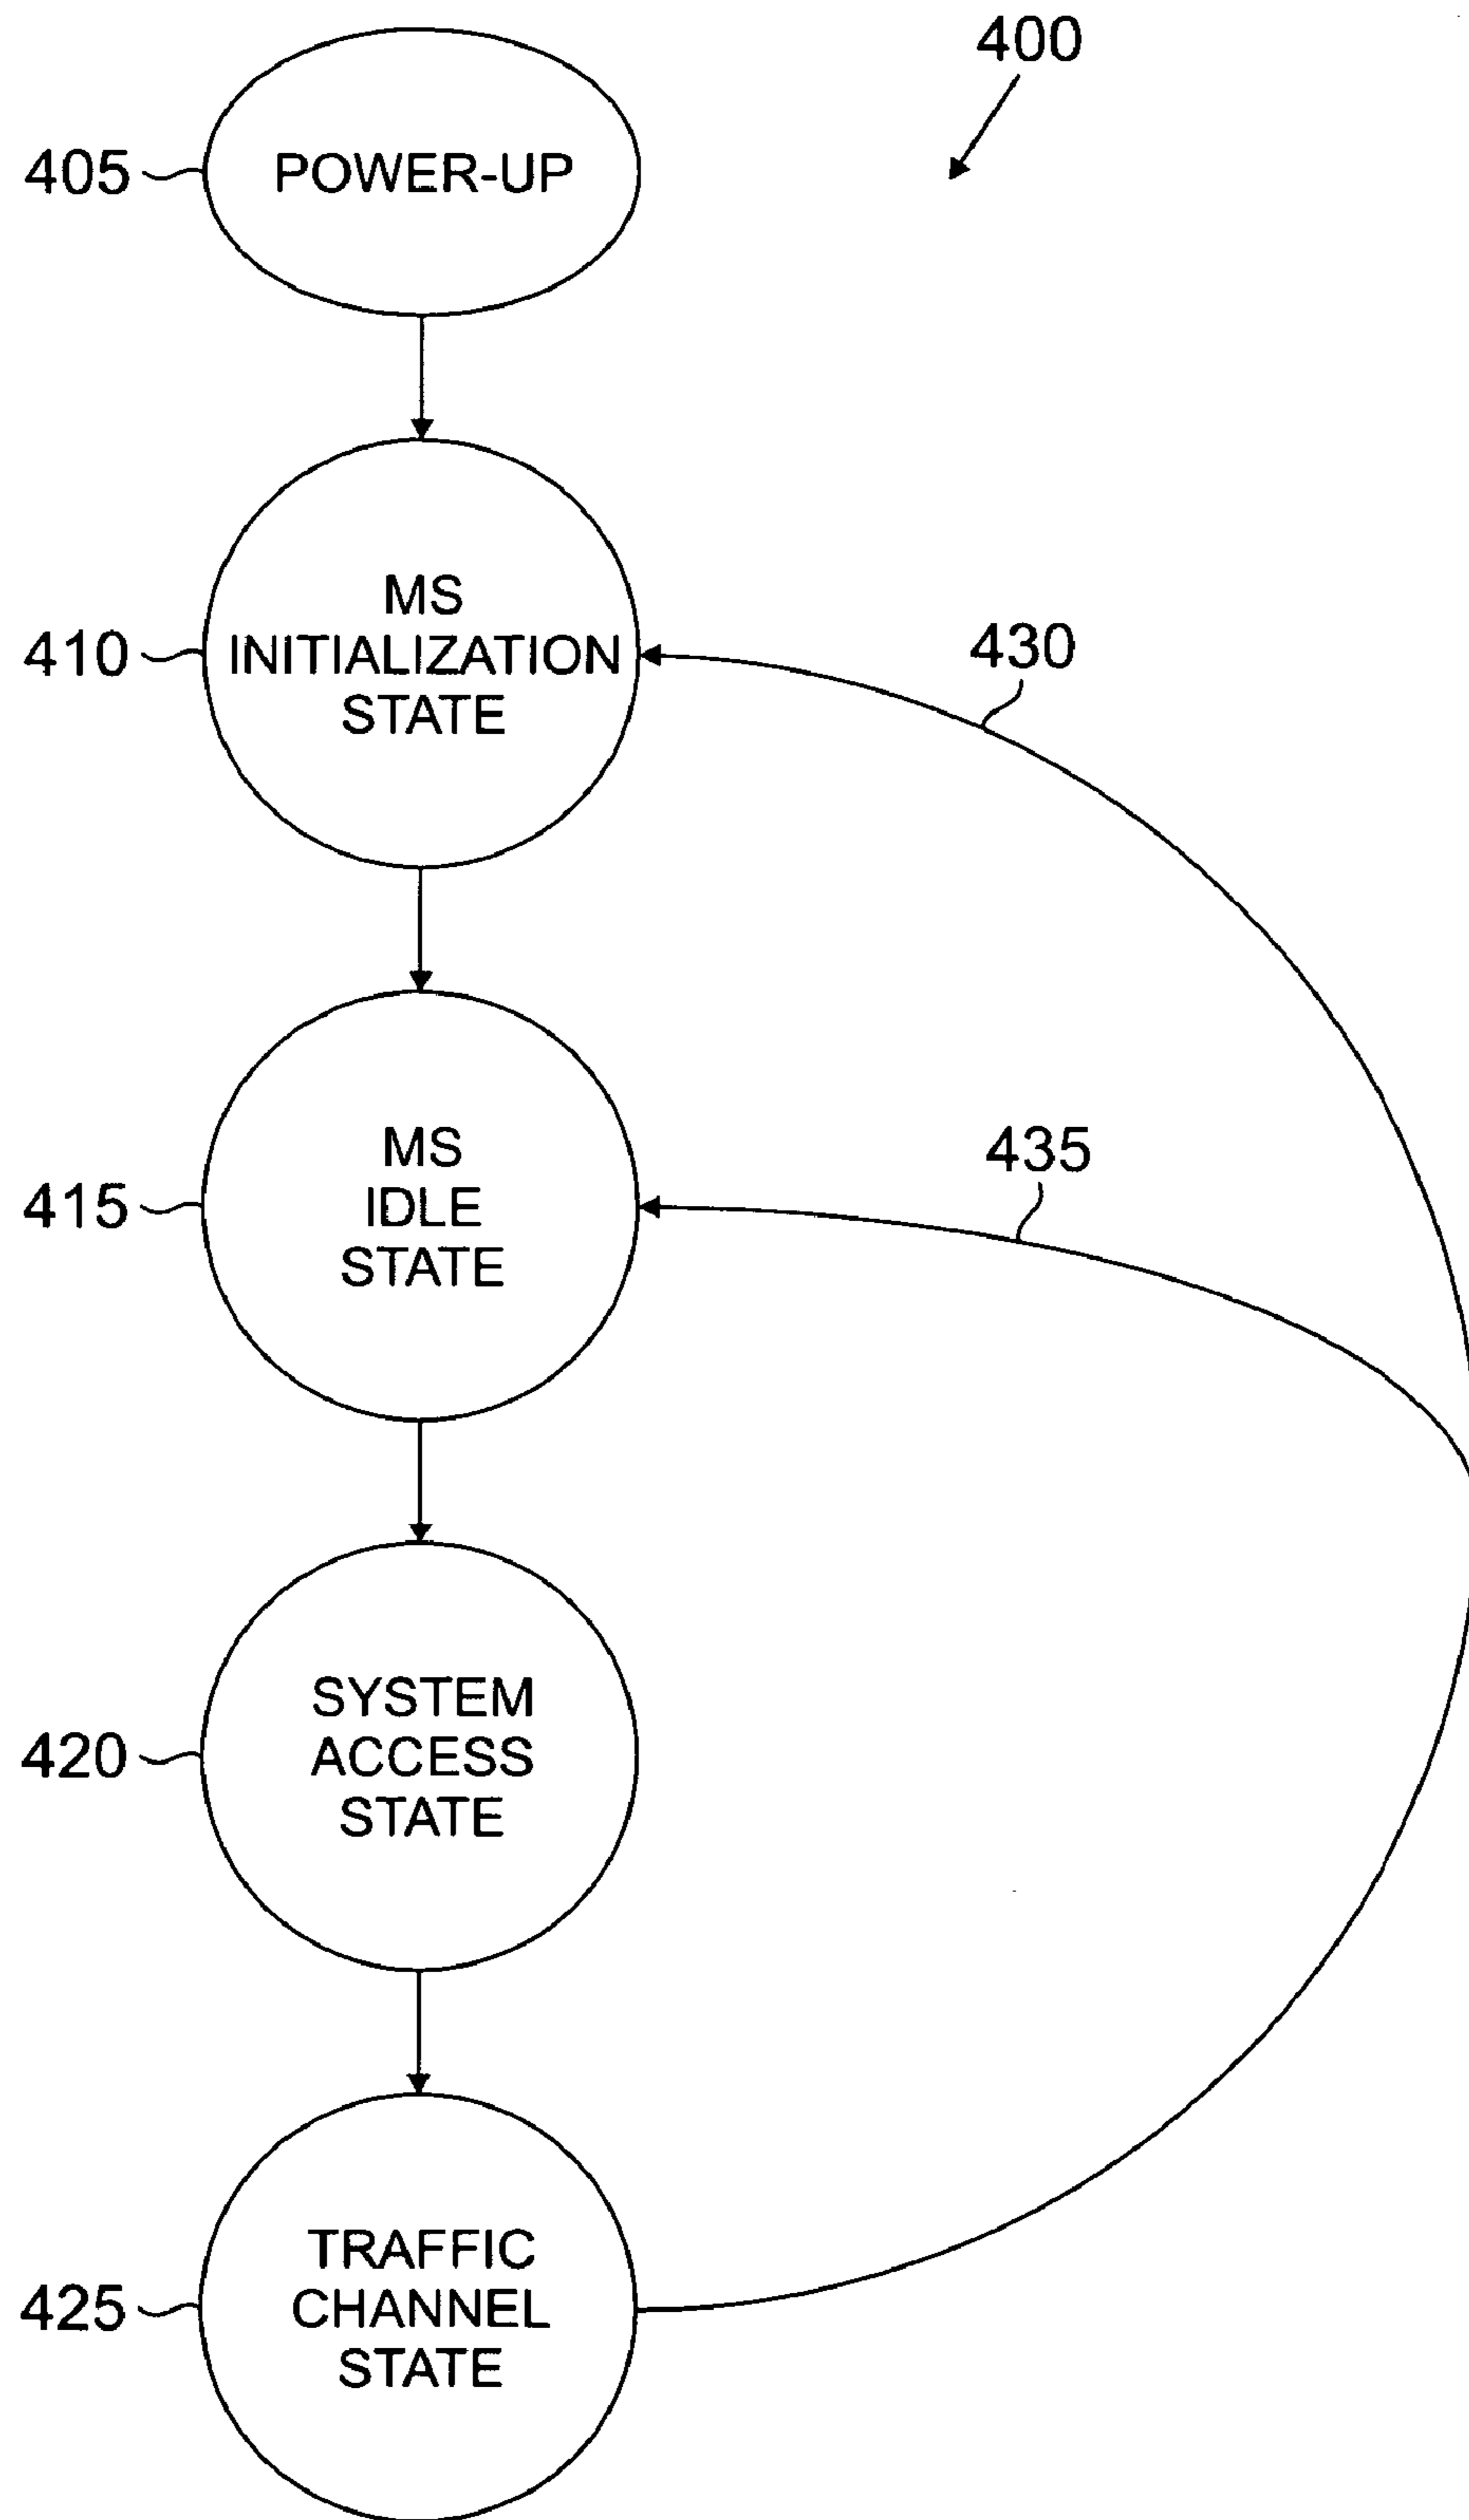 400
405
POWER-UP
410
MS
INITIALIZATION
STATE
430
415
MS
IDLE
STATE
435
420
SYSTEM
ACCESS
STATE
425
TRAFFIC
CHANNEL
STATE